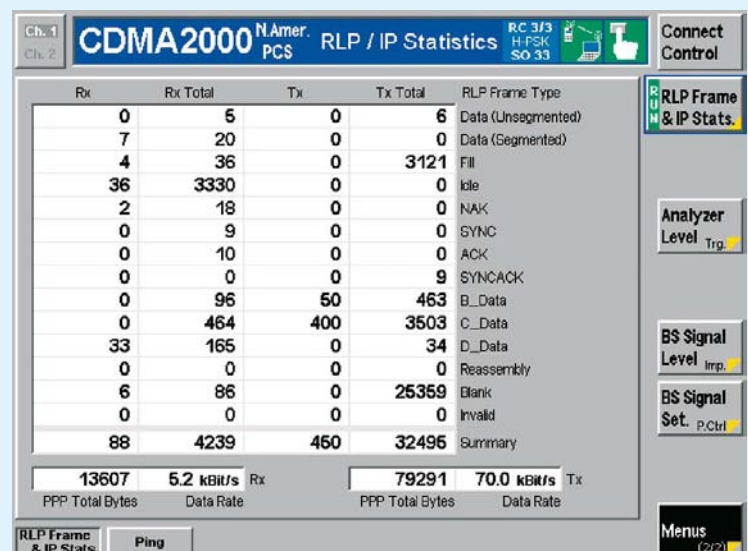 Ch. 1
Ch. 2
CDMA2000 N.Amer. PCS RLP / IP Statistics RC 3/3 H-PSK SO 33
Connect Control
Rx Rx Total Tx Tx Total RLP Frame Type
0 5 0 6 Data (Unsegmented)
7 20 0 0 Data (Segmented)
4 36 0 3121 Fill
36 3330 0 0 Idle
2 18 0 0 NAK
0 9 0 0 SYNC
0 10 0 0 ACK
0 0 0 9 SYNCACK
0 96 50 463 B_Data
0 464 400 3503 C_Data
33 165 0 34 D_Data
0 0 0 0 Reassembly
6 86 0 25359 Blank
0 0 0 0 Invalid
88 4239 450 32495 Summary
13607 5.2 kBit/s Rx 79291 70.0 kBit/s Tx
PPP Total Bytes Data Rate PPP Total Bytes Data Rate
RUN
RLP Frame
& IP Stats.
Analyzer
Level Trg.
BS Signal
Level Imp.
BS Signal
Set. P.Ctrl
Menus
(2/2)
RLP Frame
& IP Stats
Ping